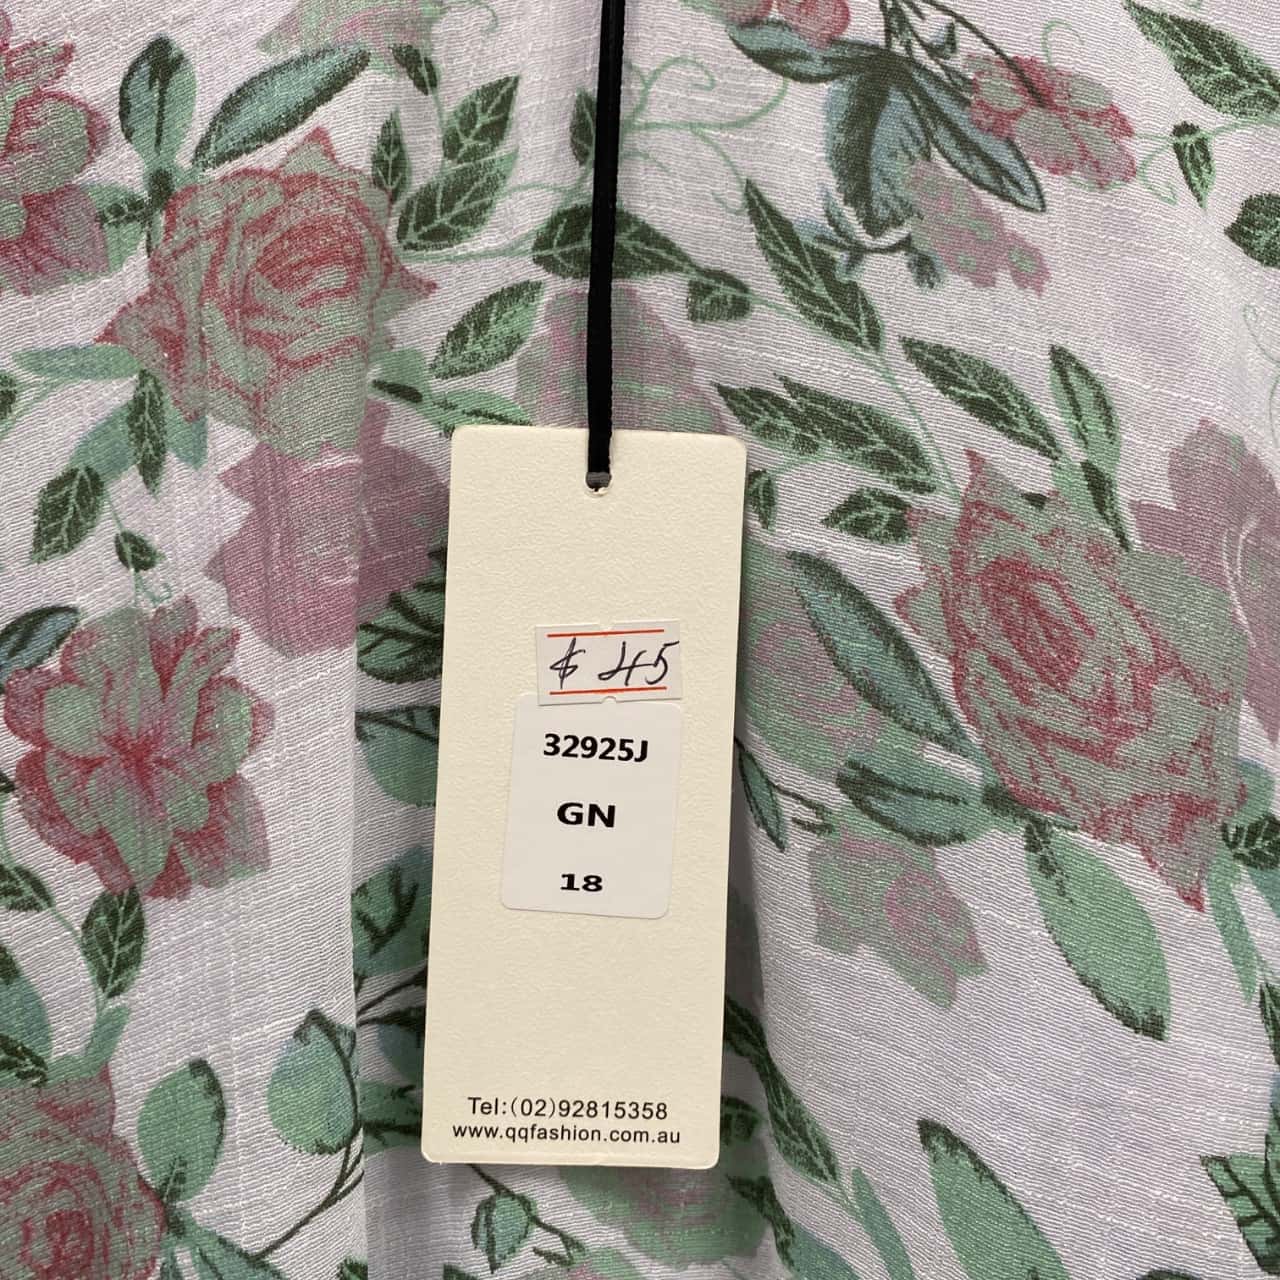 $ 45
32925J
GN
18
Tel:(02)92815358
www.qqfashion.com.au